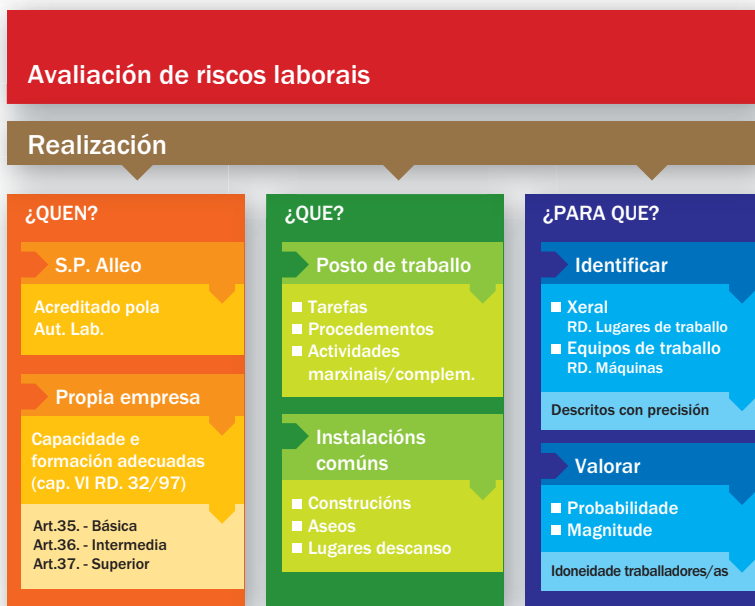 Avaliación de riscos laborais
Realización
¿QUEN?
S.P. Alleo
Acreditado pola
Aut. Lab.
Propia empresa
Capacidade e
formación adecuadas
(cap. VI RD. 32/97)
Art.35. - Básica
Art.36. - Intermedia
Art.37. - Superior
¿QUE?
Posto de traballo
Tarefas
Procedementos
Actividades
marxinais/complem.
Instalacións
comúns
Construcións
Aseos
Lugares descanso
¿PARA QUE?
Identificar
Xeral
RD. Lugares de traballo
Equipos de traballo
RD. Máquinas
Descritos con precisión
Valorar
Probabilidade
Magnitude
Idoneidade traballadores/as